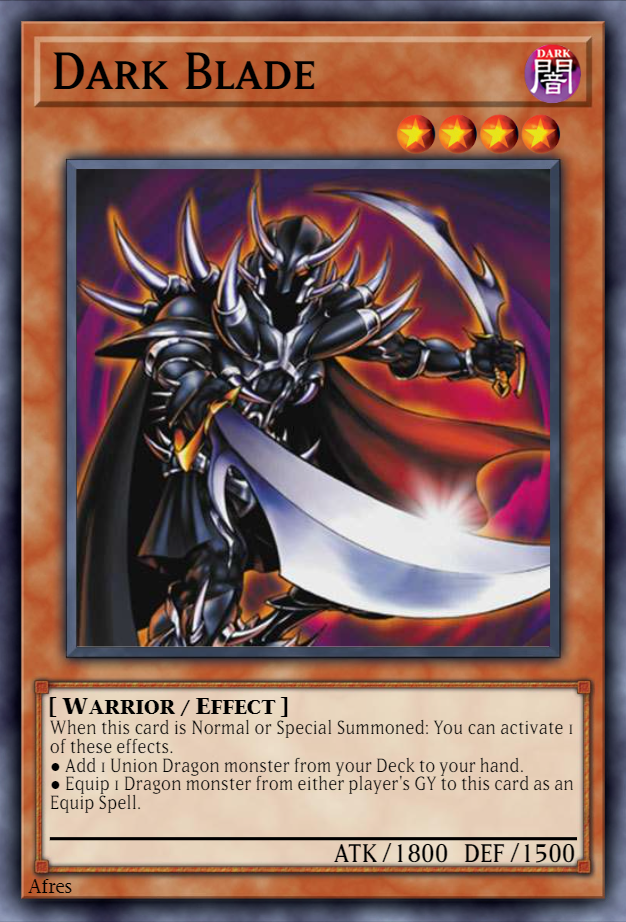 Dark Blade
DARK
闇
[ Warrior / Effect ]
When this card is Normal or Special Summoned: You can activate 1
of these effects.
● Add 1 Union Dragon monster from your Deck to your hand.
● Equip 1 Dragon monster from either player's GY to this card as an
Equip Spell.
ATK/1800 DEF/1500
Afres